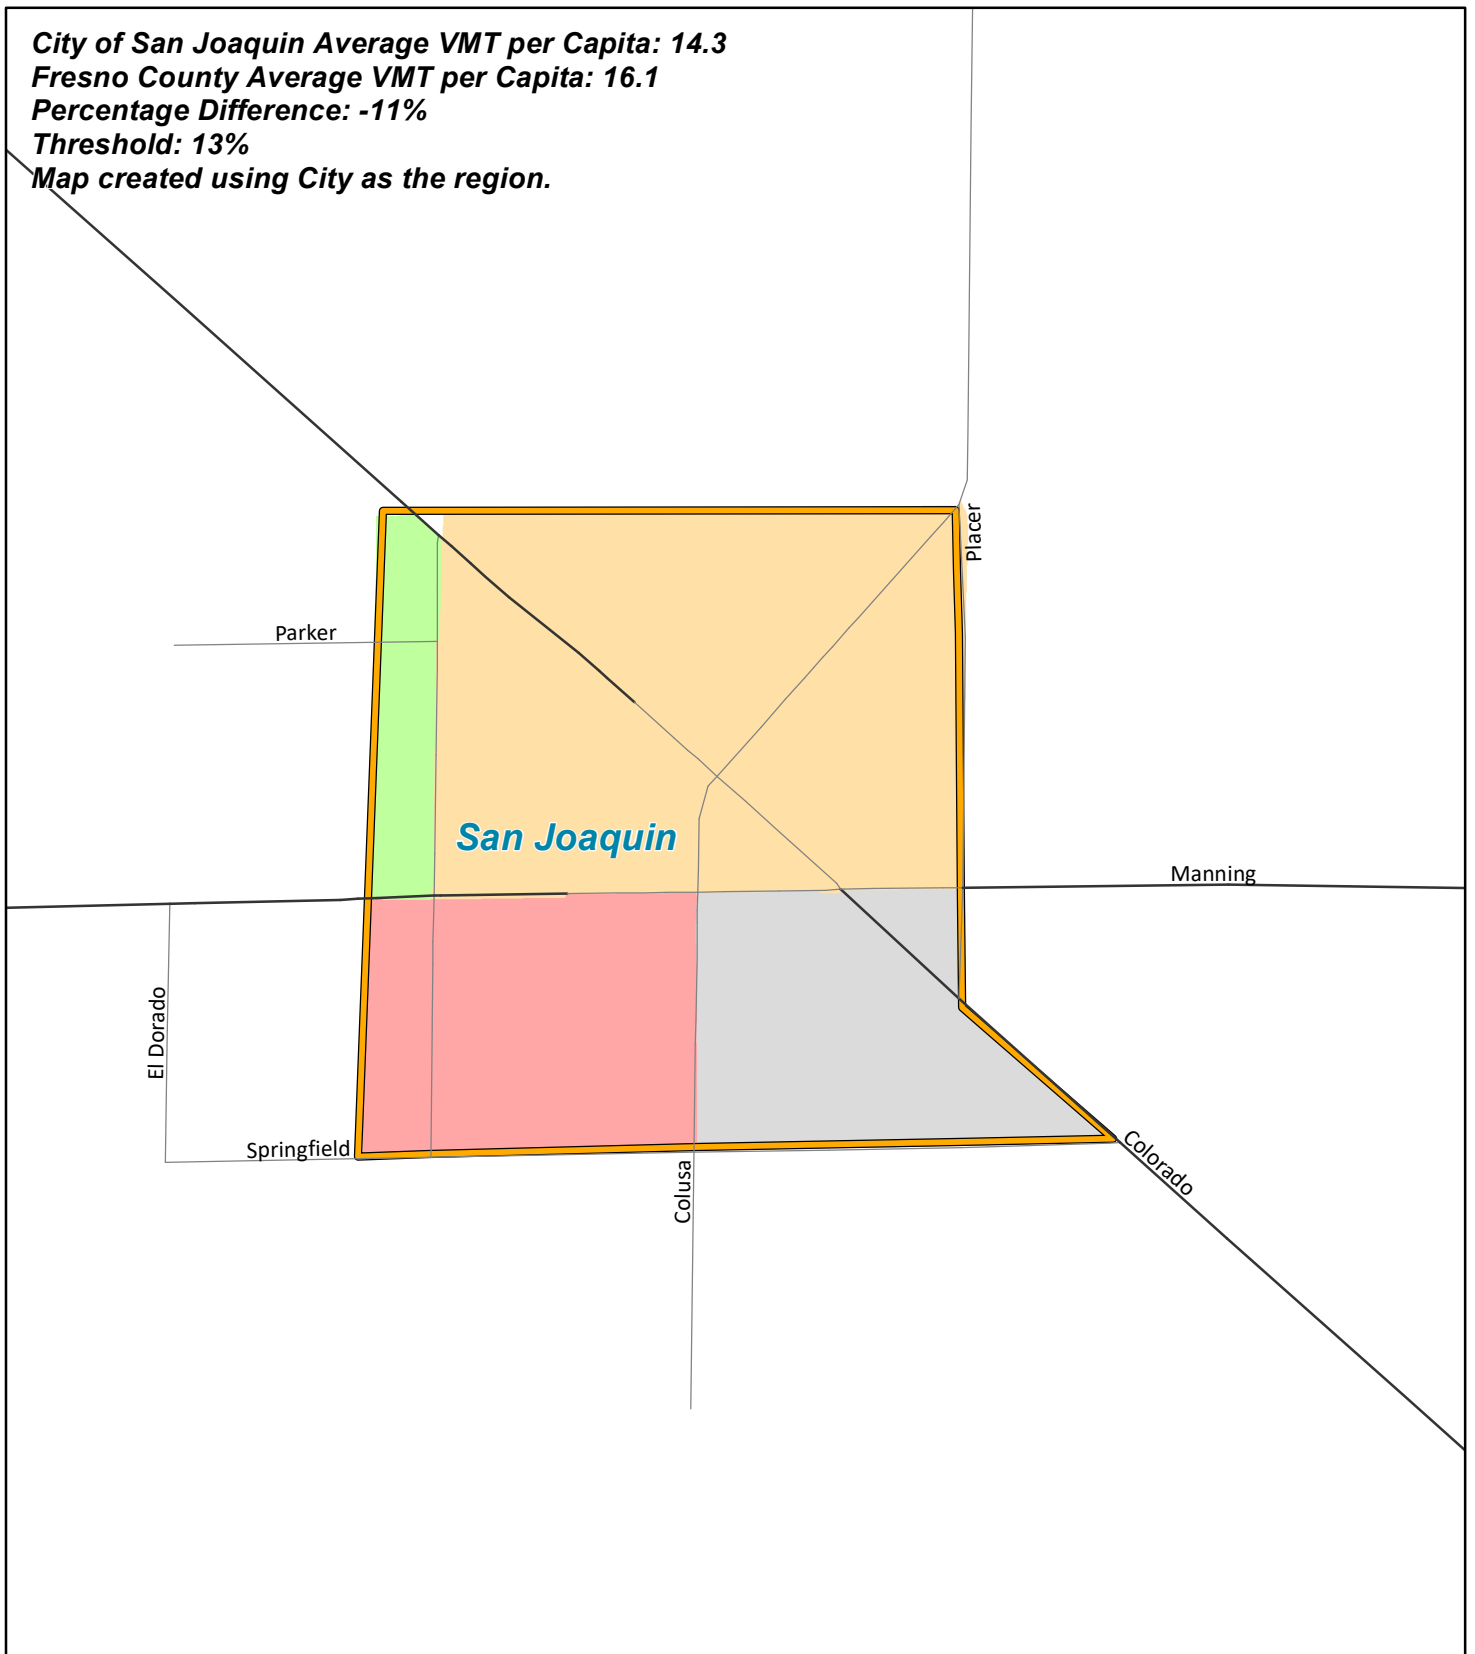 City of San Joaquin Average VMT per Capita: 14.3
Fresno County Average VMT per Capita: 16.1
Percentage Difference: -11%
Threshold: 13%
Map created using City as the region.
Placer
Parker
San Joaquin
Manning
El Dorado
Springfield
Colusa
Colorado